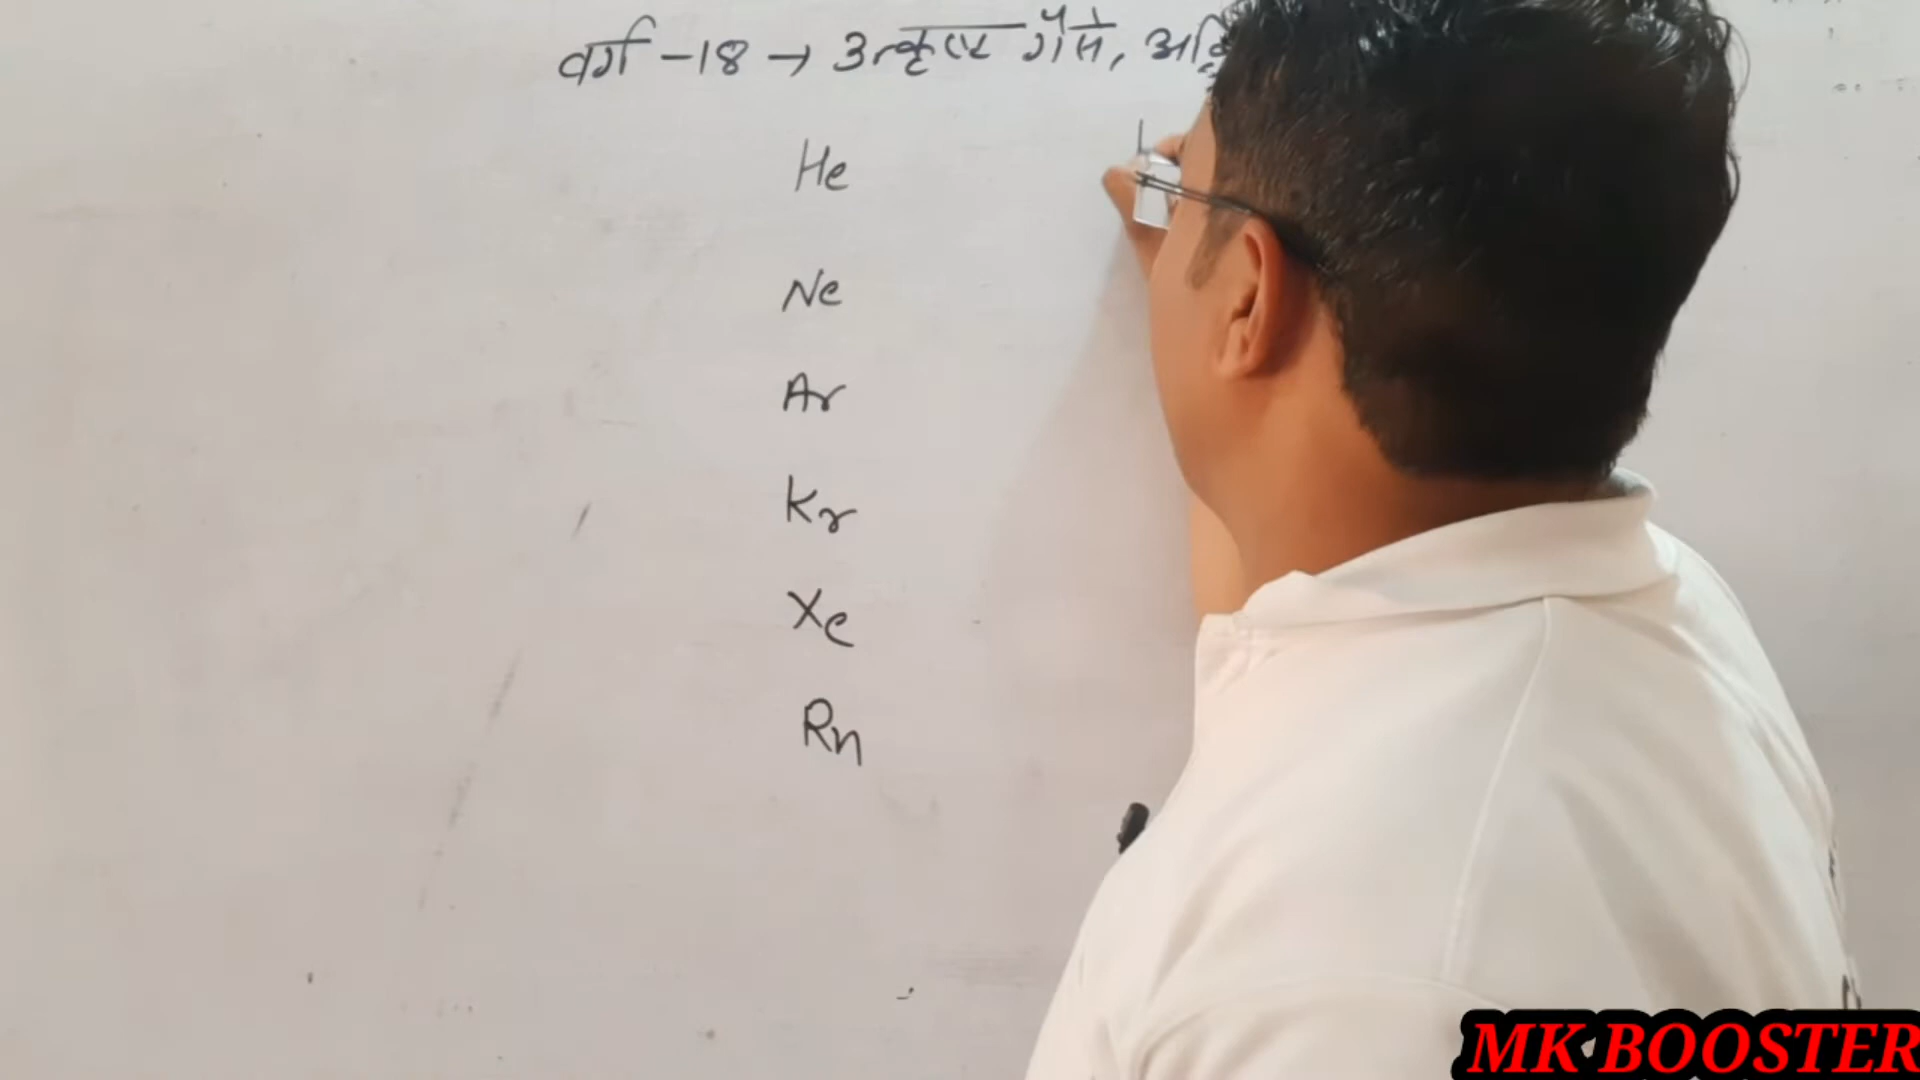 वर्ग -18 → उत्कृष्ट गैसें,
He
Ne
Ar
Kr
Xe
Rn
MK BOOSTER